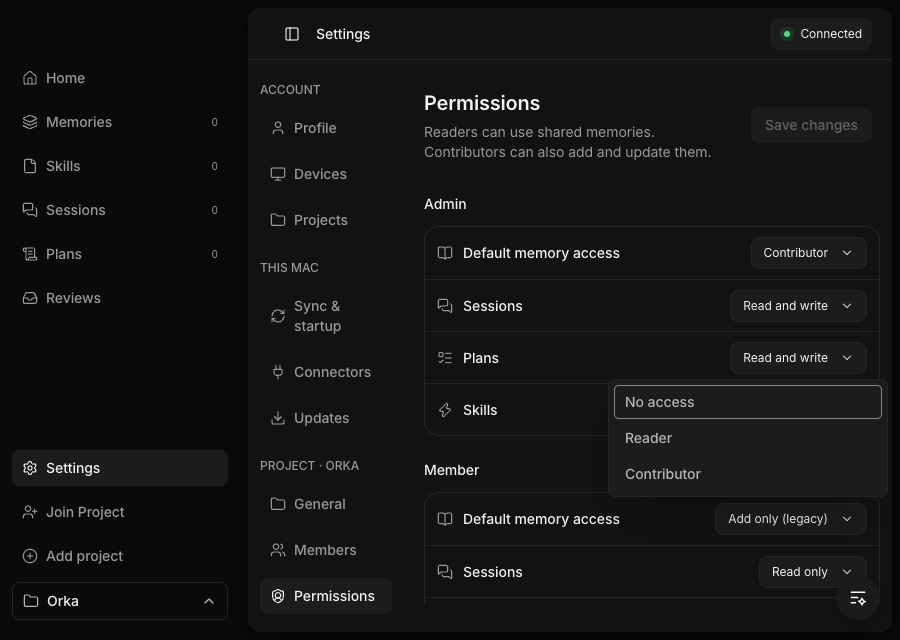 Settings
Connected
Home
Memories 0
Skills 0
Sessions 0
Plans 0
Reviews
Settings
Join Project
Add project
Orka
ACCOUNT
Profile
Devices
Projects
THIS MAC
Sync &
startup
Connectors
Updates
PROJECT · ORKA
General
Members
Permissions
Permissions
Readers can use shared memories.
Contributors can also add and update them.
Save changes
Admin
Default memory access Contributor
Sessions Read and write
Plans Read and write
Skills
No access
Reader
Contributor
Member
Default memory access Add only (legacy)
Sessions Read only